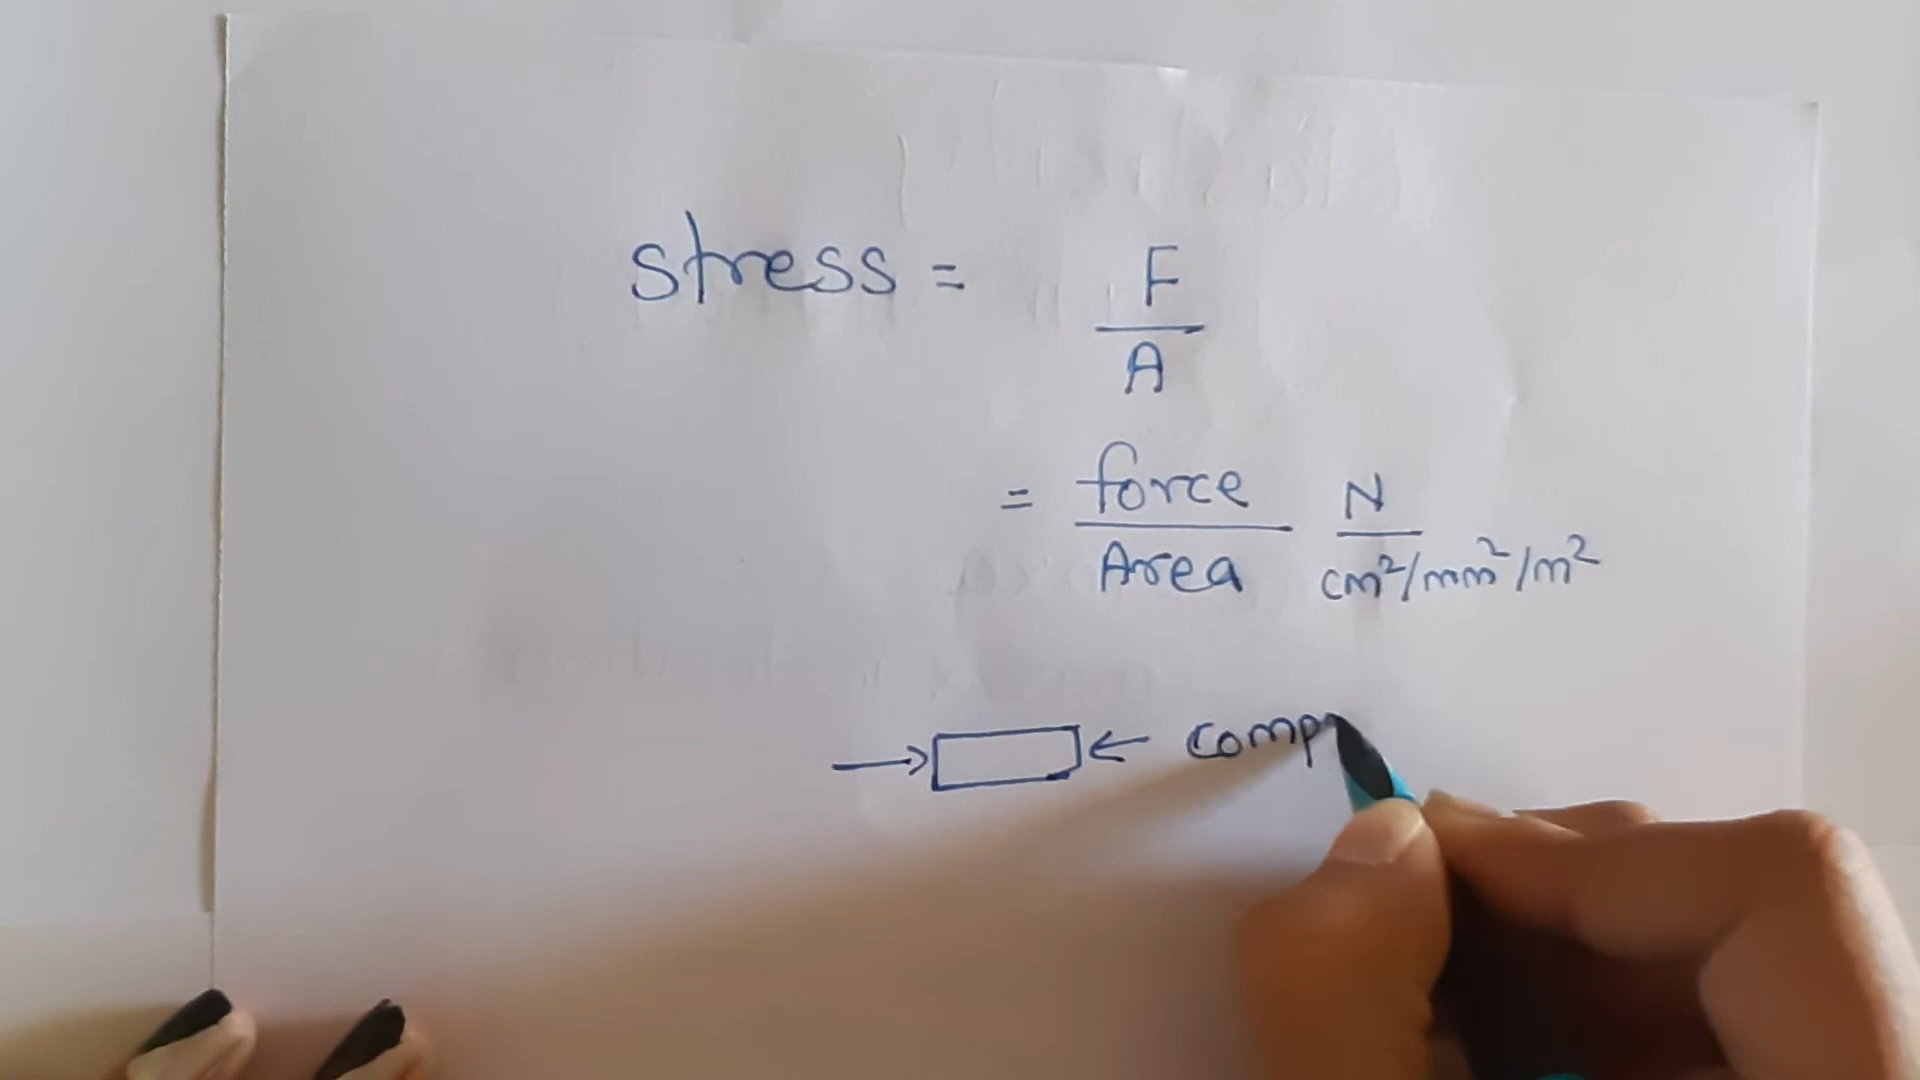 stress = F
A
= force N
Area cm²/mm²/m²
comp